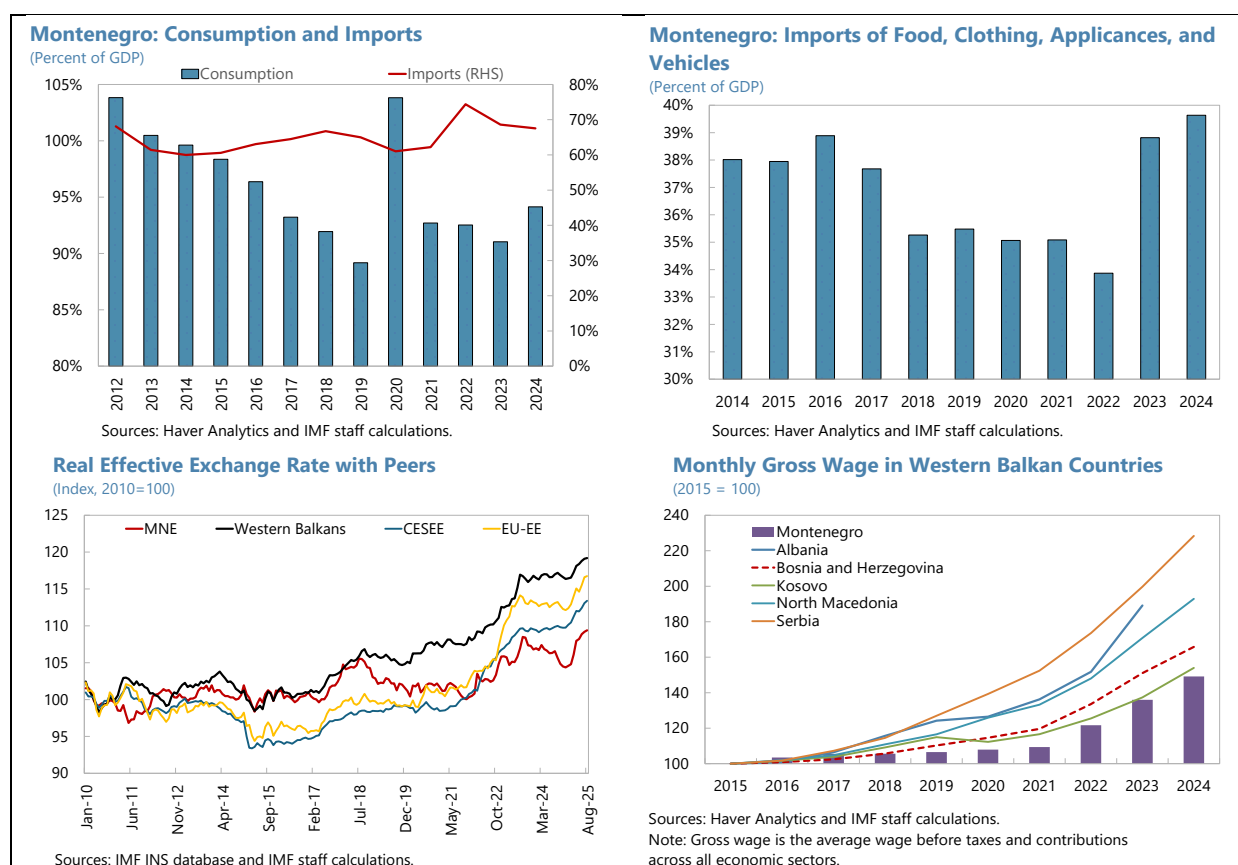 Montenegro: Consumption and Imports
(Percent of GDP)
Consumption
Imports (RHS)
105%
100%
95%
90%
85%
80%
80%
70%
60%
50%
40%
30%
20%
10%
0%
2012
2013
2014
2015
2016
2017
2018
2019
2020
2021
2022
2023
2024
Sources: Haver Analytics and IMF staff calculations.
Montenegro: Imports of Food, Clothing, Applicances, and
Vehicles
(Percent of GDP)
40%
39%
38%
37%
36%
35%
34%
33%
32%
31%
30%
2014 2015 2016 2017 2018 2019 2020 2021 2022 2023 2024
Sources: Haver Analytics and IMF staff calculations.
Real Effective Exchange Rate with Peers
(Index, 2010=100)
MNE
Western Balkans
CESEE
EU-EE
125
120
115
110
105
100
95
90
Jan-10
Jun-11
Nov-12
Apr-14
Sep-15
Feb-17
Jul-18
Dec-19
May-21
Oct-22
Mar-24
Aug-25
Sources: IMF INS database and IMF staff calculations.
Monthly Gross Wage in Western Balkan Countries
(2015 = 100)
240
220
200
180
160
140
120
100
Montenegro
Albania
Bosnia and Herzegovina
Kosovo
North Macedonia
Serbia
2015 2016 2017 2018 2019 2020 2021 2022 2023 2024
Sources: Haver Analytics and IMF staff calculations.
Note: Gross wage is the average wage before taxes and contributions
across all economic sectors.